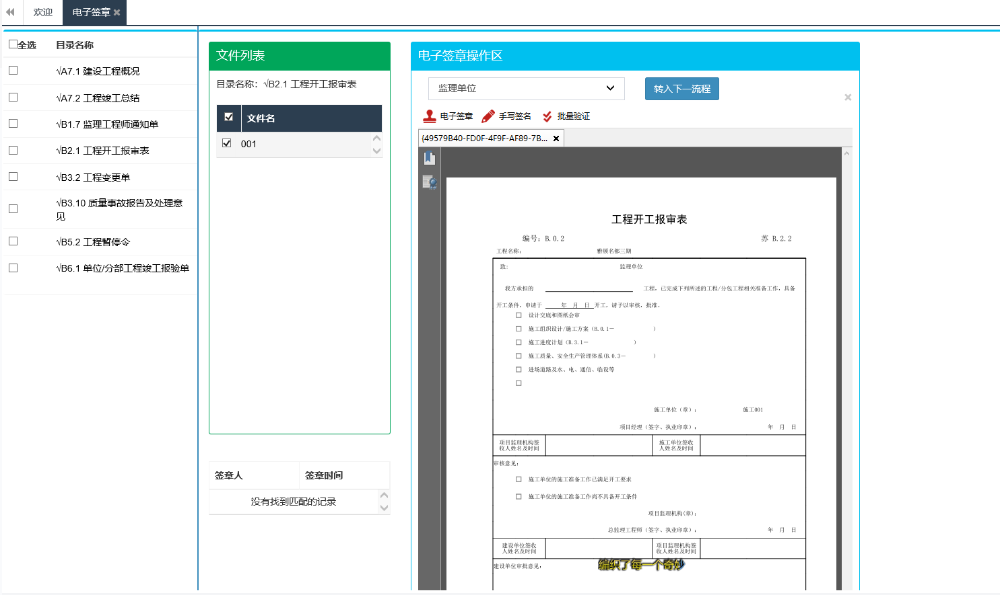 欢迎
电子签章
全选
目录名称
√A7.1 建设工程概况
√A7.2 工程竣工总结
√B1.7 监理工程师通知单
√B2.1 工程开工报审表
√B3.2 工程变更单
√B3.10 质量事故报告及处理意
见
√B5.2 工程暂停令
√B6.1 单位/分部工程竣工报验单
文件列表
目录名称：√B2.1 工程开工报审表
文件名
001
签章人 签章时间
没有找到匹配的记录
电子签章操作区
监理单位
转入下一流程
电子签章 手写签名 批量验证
{49579B40-FD0F-4F9F-AF89-7B...
工程开工报审表
编号：B.0.2 苏 B.2.2
工程名称： 雅顿名都三期
致： 监理单位
我方承担的 工程，已完成下列所述的工程/分包工程相关准备工作，具备
开工条件，申请于 年 月 日 开工，请予以审核，批准。
设计交底和图纸会审
施工组织设计/施工方案（B.0.1— ）
施工进度计划（B.3.1— ）
施工质量、安全生产管理体系(B.0.3— ）
进场道路及水、电、通信、临设等
施工单位（章）： 施工001
项目经理（签字、执业印章）： 年 月 日
项目监理机构签
收人姓名及时间
施工单位签收
人姓名及时间
审核意见：
施工单位的施工准备工作已满足开工要求
施工单位的施工准备工作尚不具备开工条件
项目监理机构(章)：
总监理工程师（签字、执业印章）： 年 月 日
建设单位签收
人姓名及时间
项目监理机构签
收人姓名及时间
建设单位审批意见：
编织了每一个奇妙